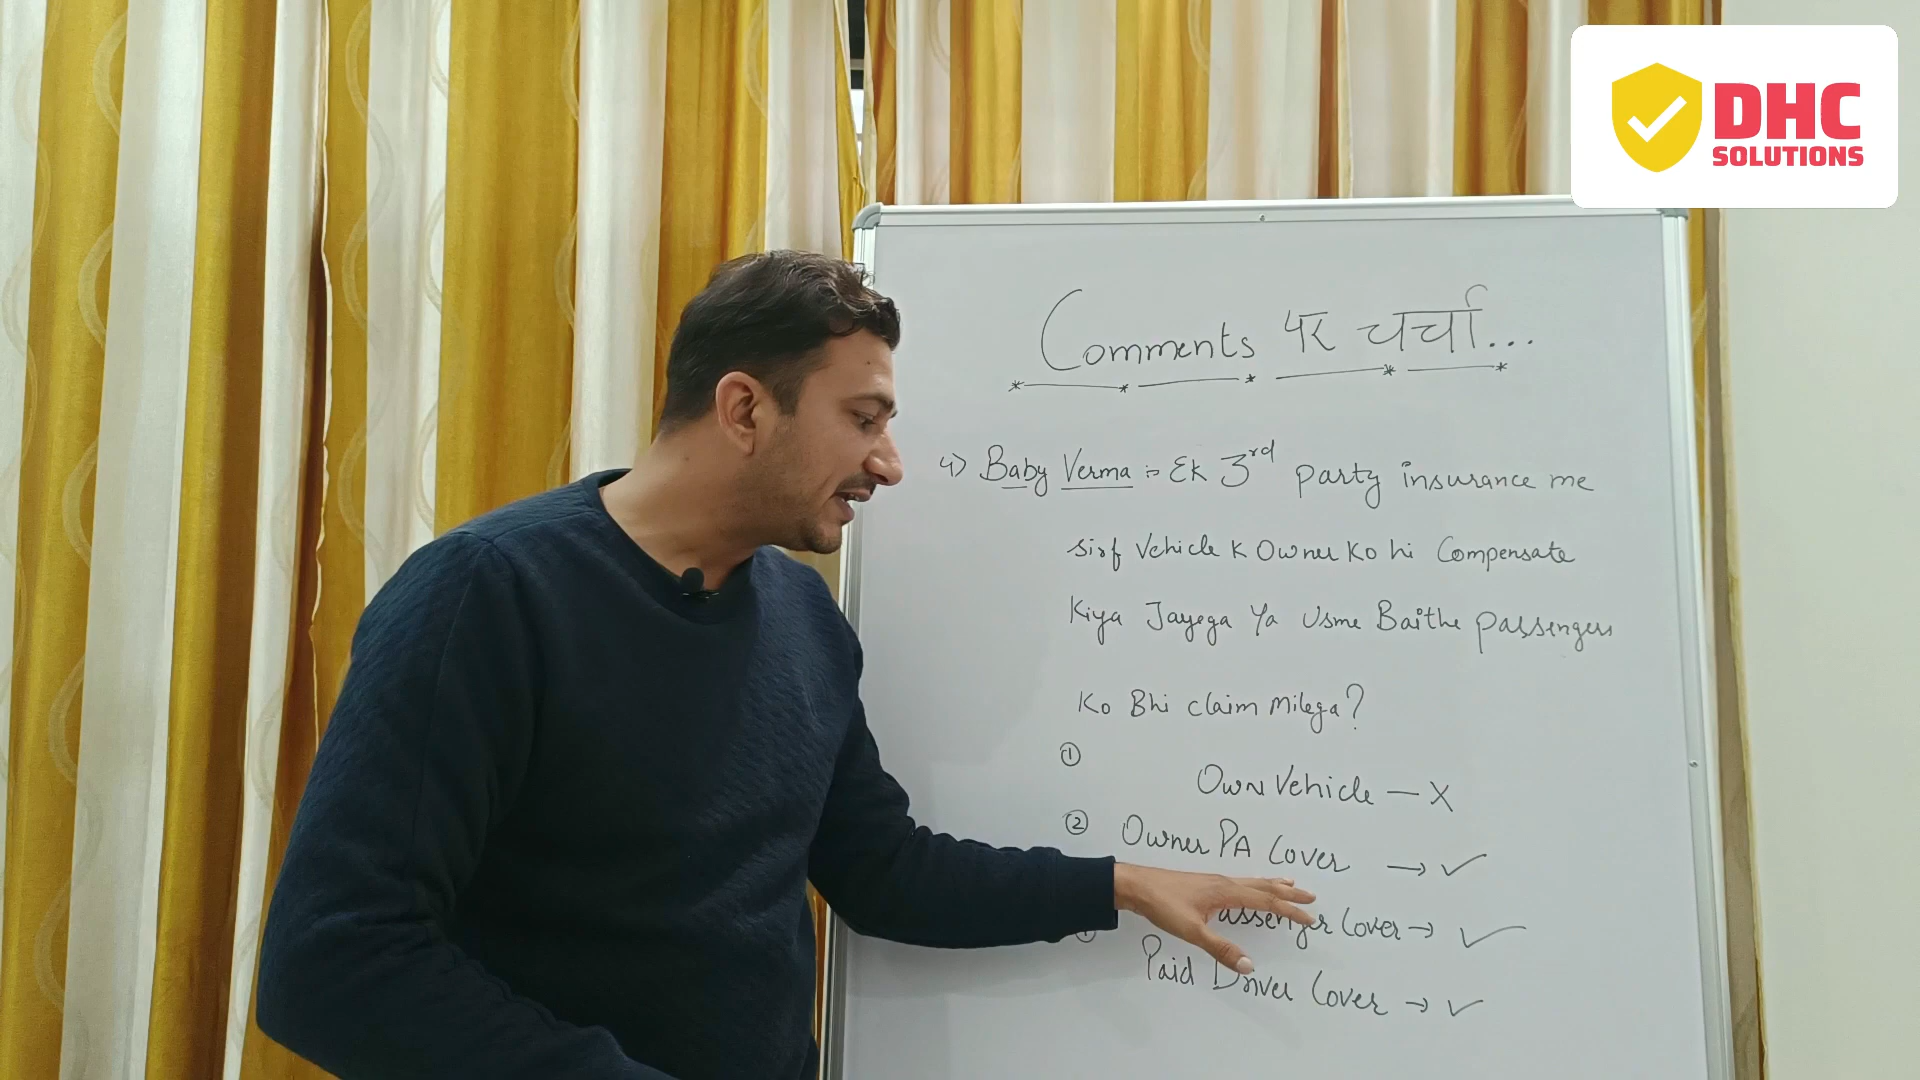 DHC
SOLUTIONS
Comments पर चर्चा...
4) Baby Verma :- Ek 3rd party insurance me
sirf Vehicle K Owner Ko hi Compensate
Kiya Jayega Ya Usme Baithe passengers
Ko Bhi claim milega?
① Own Vehicle — X
② Owner PA Cover → ✓
assenger Cover → ✓
Paid Driver Cover → ✓